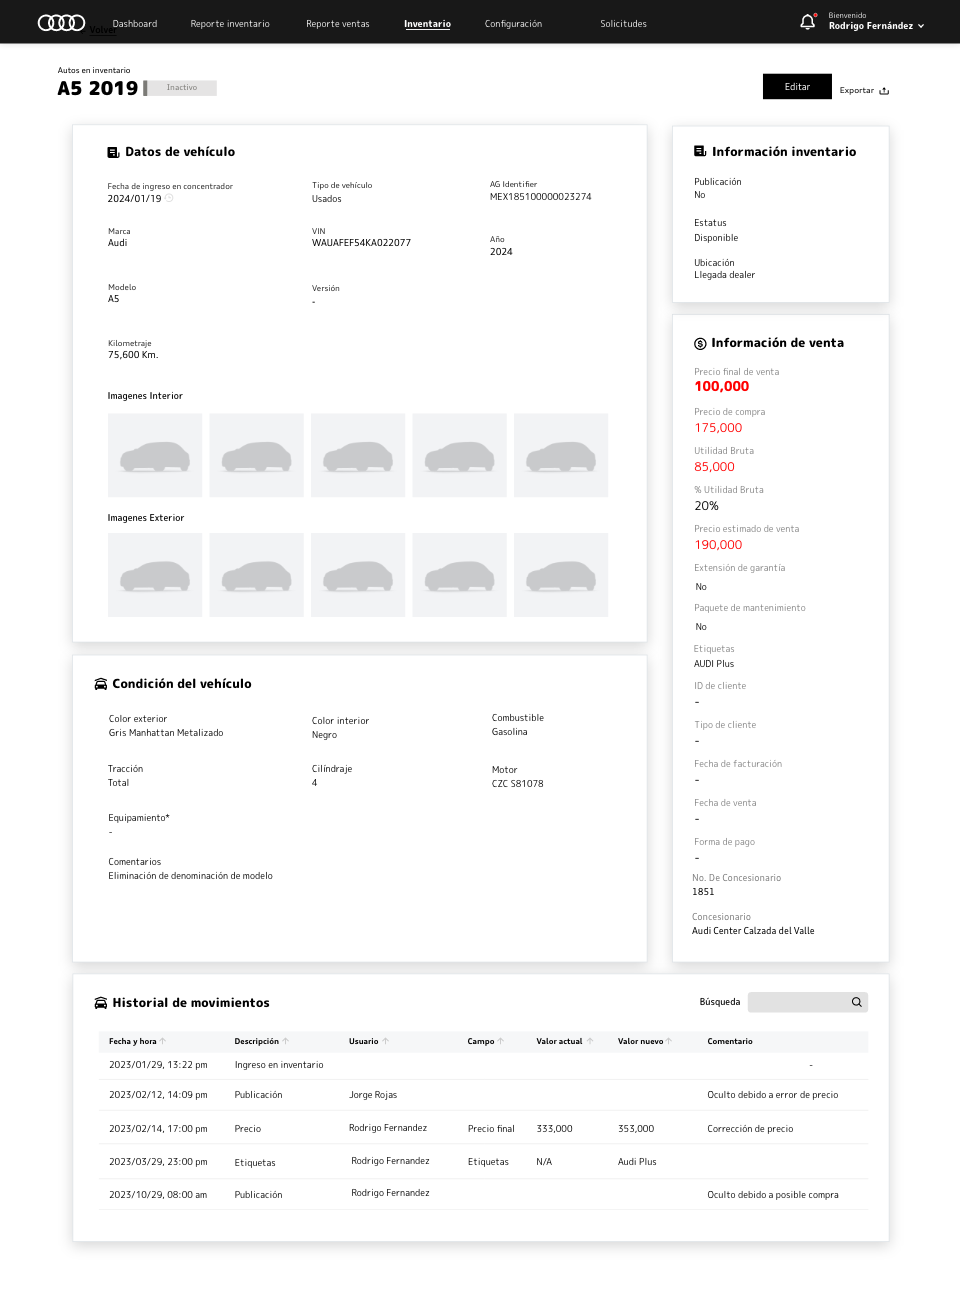 Volver
Dashboard
Reporte inventario
Reporte ventas
Inventario
Configuración
Solicitudes
Bienvenido
Rodrigo Fernández
Autos en inventario
A5 2019
Inactivo
Editar
Exportar
Datos de vehículo
Fecha de ingreso en concentrador
2024/01/19
Tipo de vehículo
Usados
AG Identifier
MEX185100000023274
Marca
Audi
VIN
WAUAFEF54KA022077
Año
2024
Modelo
A5
Versión
-
Kilometraje
75,600 Km.
Imagenes Interior
Imagenes Exterior
Información inventario
Publicación
No
Estatus
Disponible
Ubicación
Llegada dealer
Información de venta
Precio final de venta
100,000
Precio de compra
175,000
Utilidad Bruta
85,000
% Utilidad Bruta
20%
Precio estimado de venta
190,000
Extensión de garantía
No
Paquete de mantenimiento
No
Etiquetas
AUDI Plus
ID de cliente
-
Tipo de cliente
-
Fecha de facturación
-
Fecha de venta
-
Forma de pago
-
No. De Concesionario
1851
Concesionario
Audi Center Calzada del Valle
Condición del vehículo
Color exterior
Gris Manhattan Metalizado
Color interior
Negro
Combustible
Gasolina
Tracción
Total
Cilíndraje
4
Motor
CZC S81078
Equipamiento*
-
Comentarios
Eliminación de denominación de modelo
Historial de movimientos
Búsqueda
Fecha y hora Descripción Usuario Campo Valor actual Valor nuevo Comentario
2023/01/29, 13:22 pm Ingreso en inventario -
2023/02/12, 14:09 pm Publicación Jorge Rojas Oculto debido a error de precio
2023/02/14, 17:00 pm Precio Rodrigo Fernandez Precio final 333,000 353,000 Corrección de precio
2023/03/29, 23:00 pm Etiquetas Rodrigo Fernandez Etiquetas N/A Audi Plus
2023/10/29, 08:00 am Publicación Rodrigo Fernandez Oculto debido a posible compra